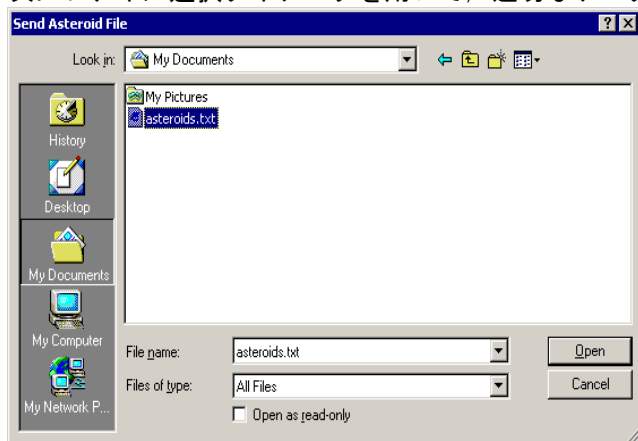 Send Asteroid File
Look in: My Documents
My Pictures
asteroids.txt
History
Desktop
My Documents
My Computer
My Network P...
File name: asteroids.txt
Open
Files of type: All Files
Cancel
Open as read-only